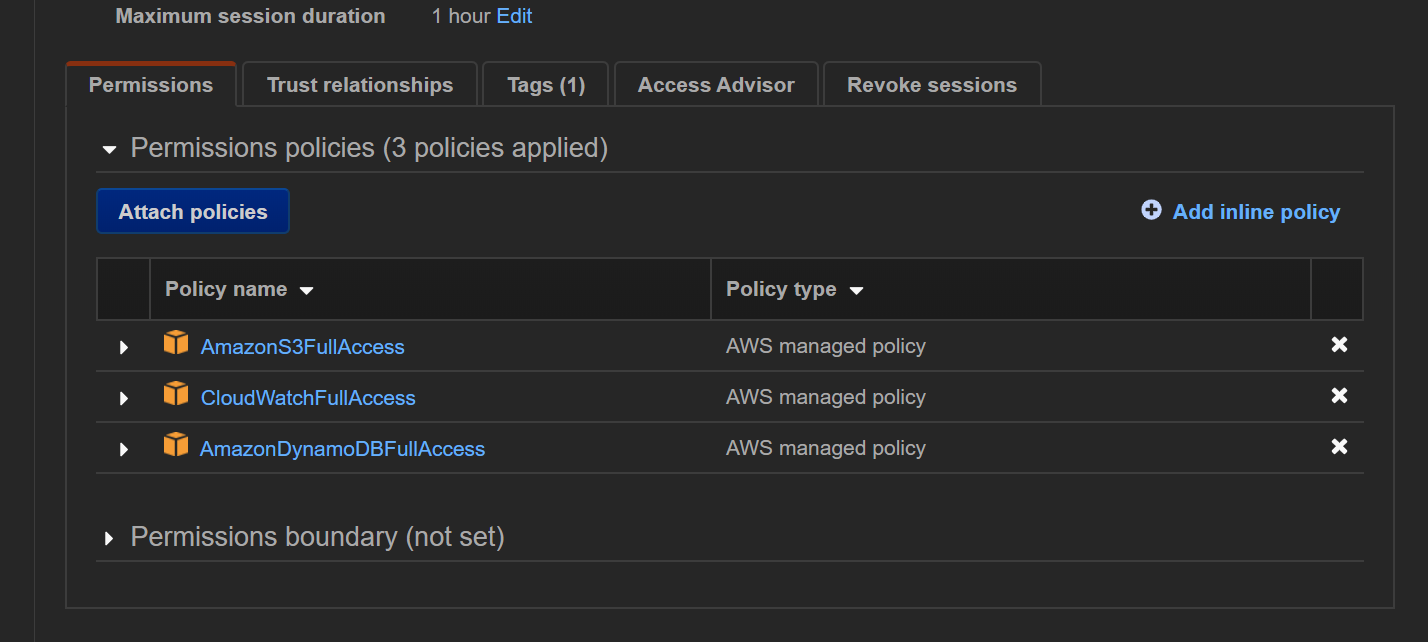 Maximum session duration 1 hour Edit
Permissions Trust relationships Tags (1) Access Advisor Revoke sessions
Permissions policies (3 policies applied)
Attach policies Add inline policy
Policy name Policy type
AmazonS3FullAccess AWS managed policy
CloudWatchFullAccess AWS managed policy
AmazonDynamoDBFullAccess AWS managed policy
Permissions boundary (not set)